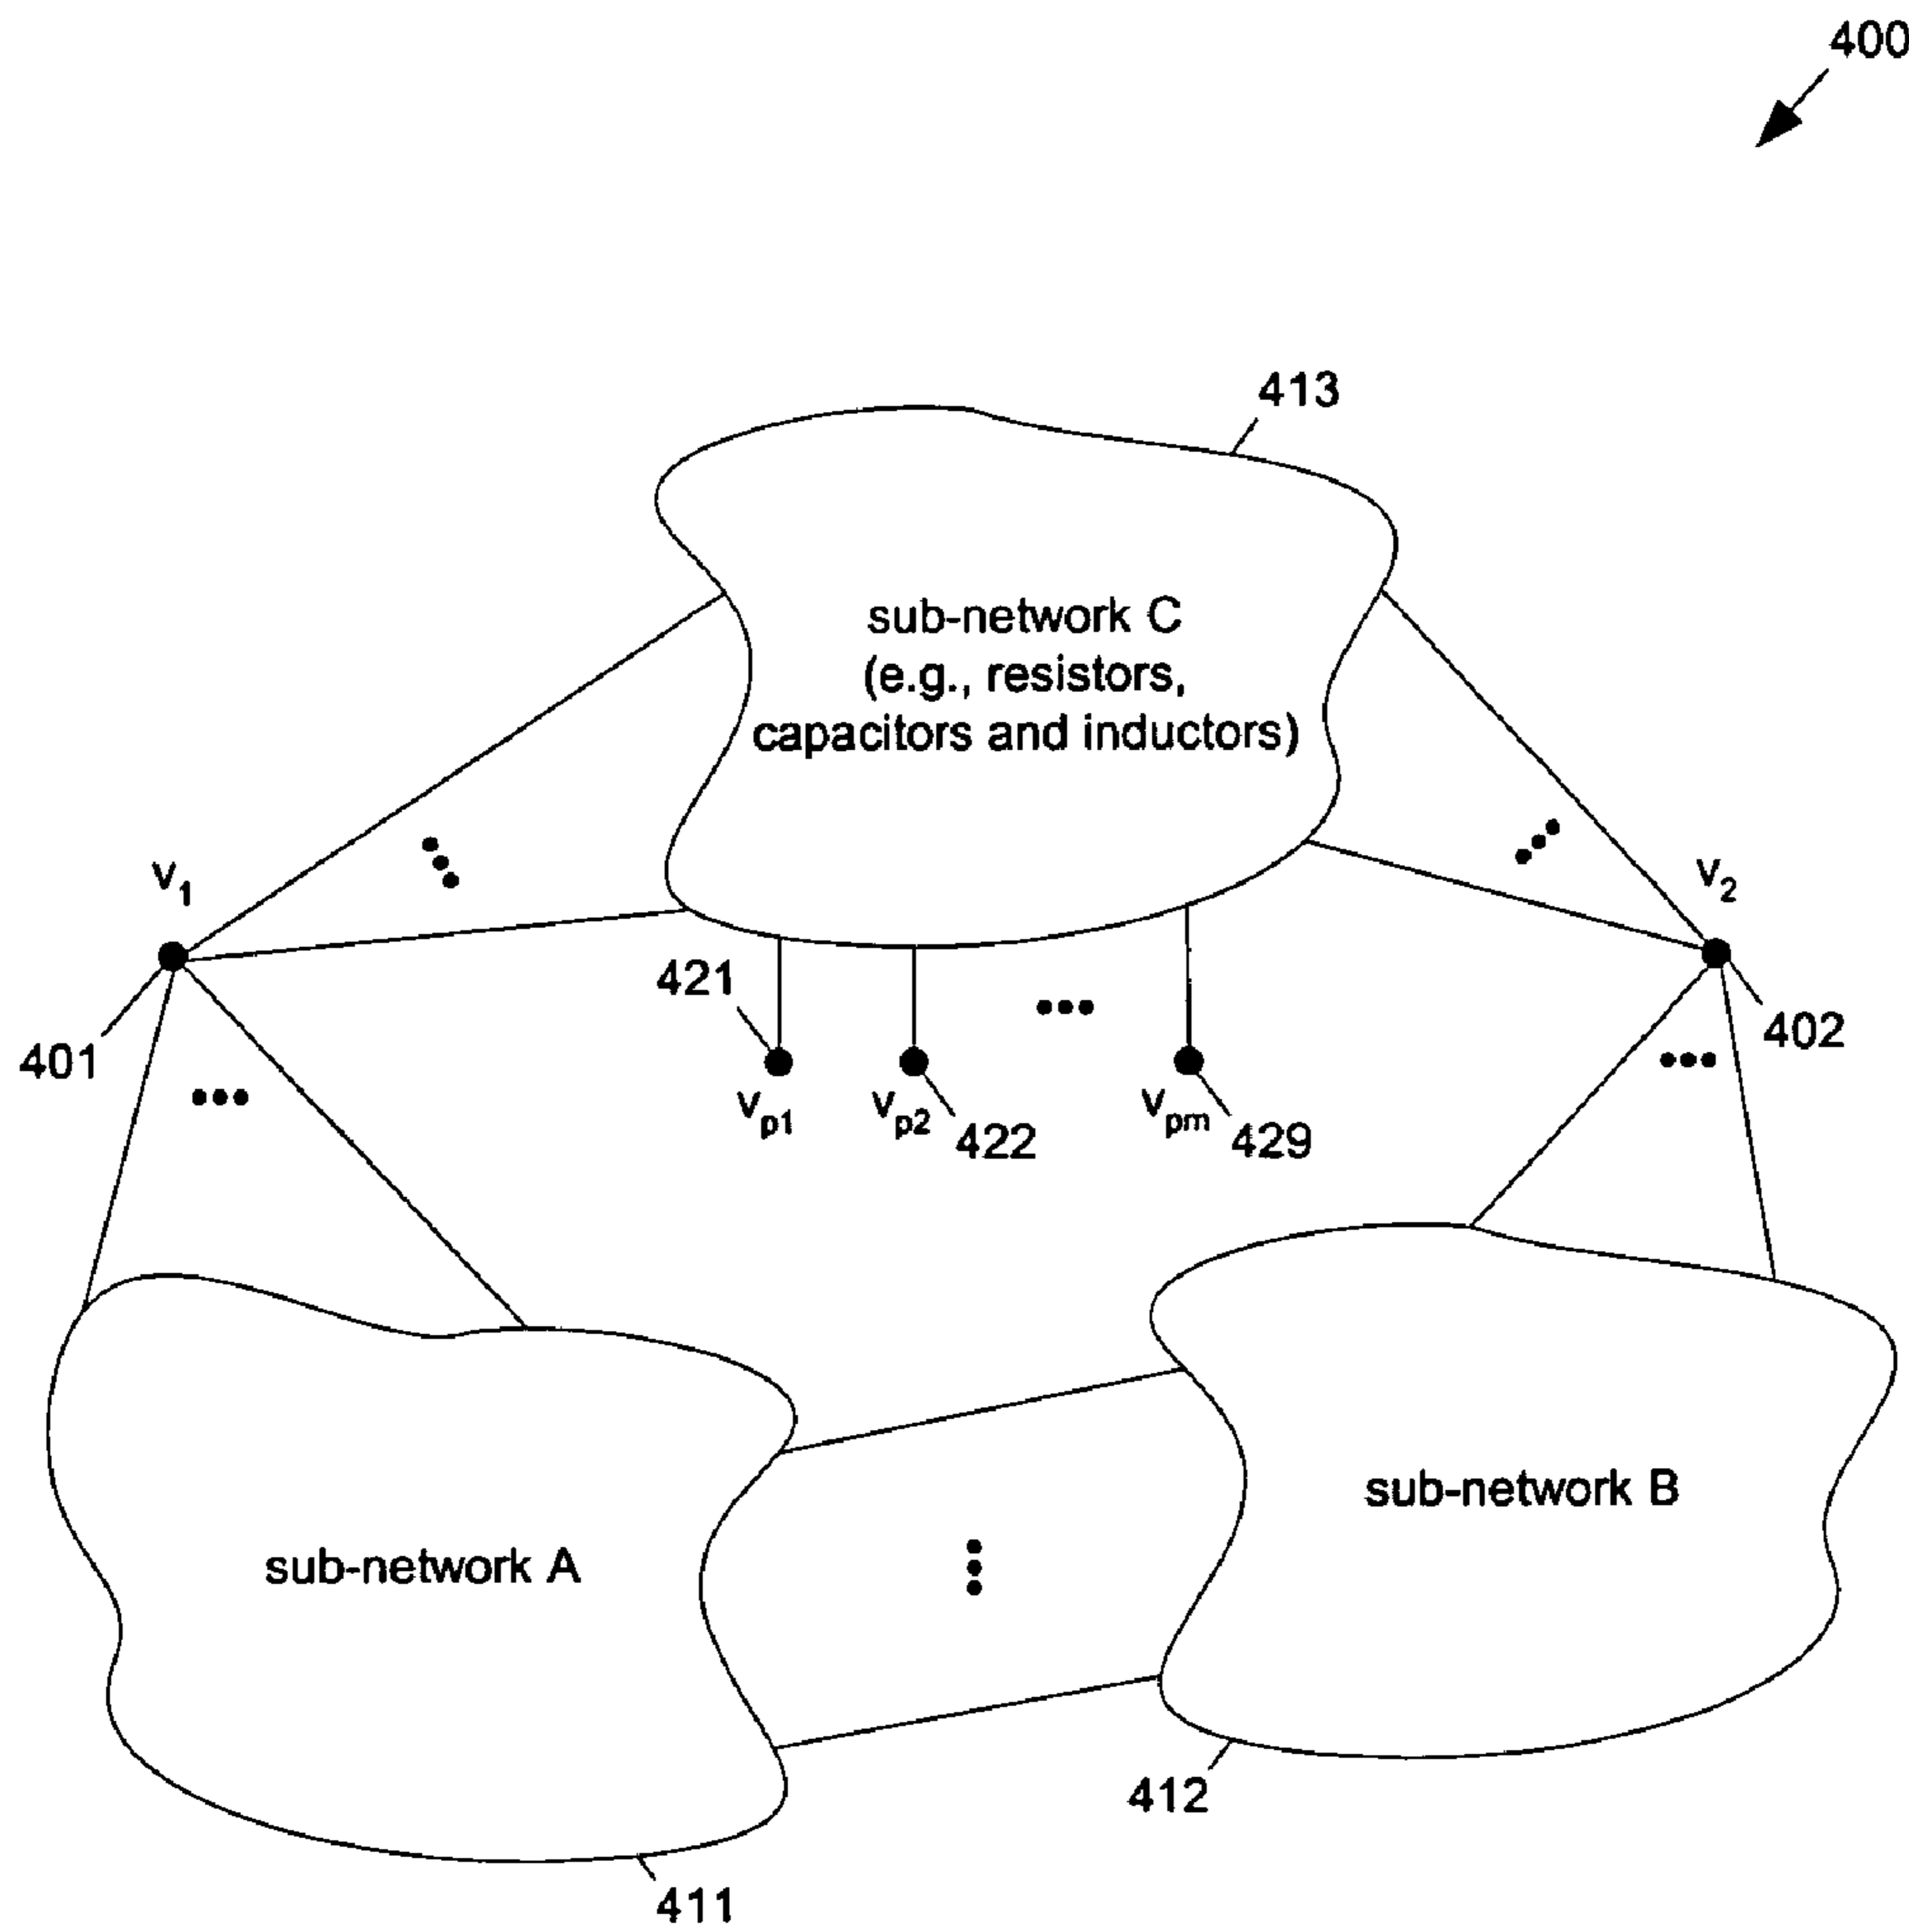 400
413
sub-network C
(e.g., resistors,
capacitors and inductors)
v1
v2
421
401
402
vp1
vp2
vpm
422
429
sub-network B
sub-network A
412
411